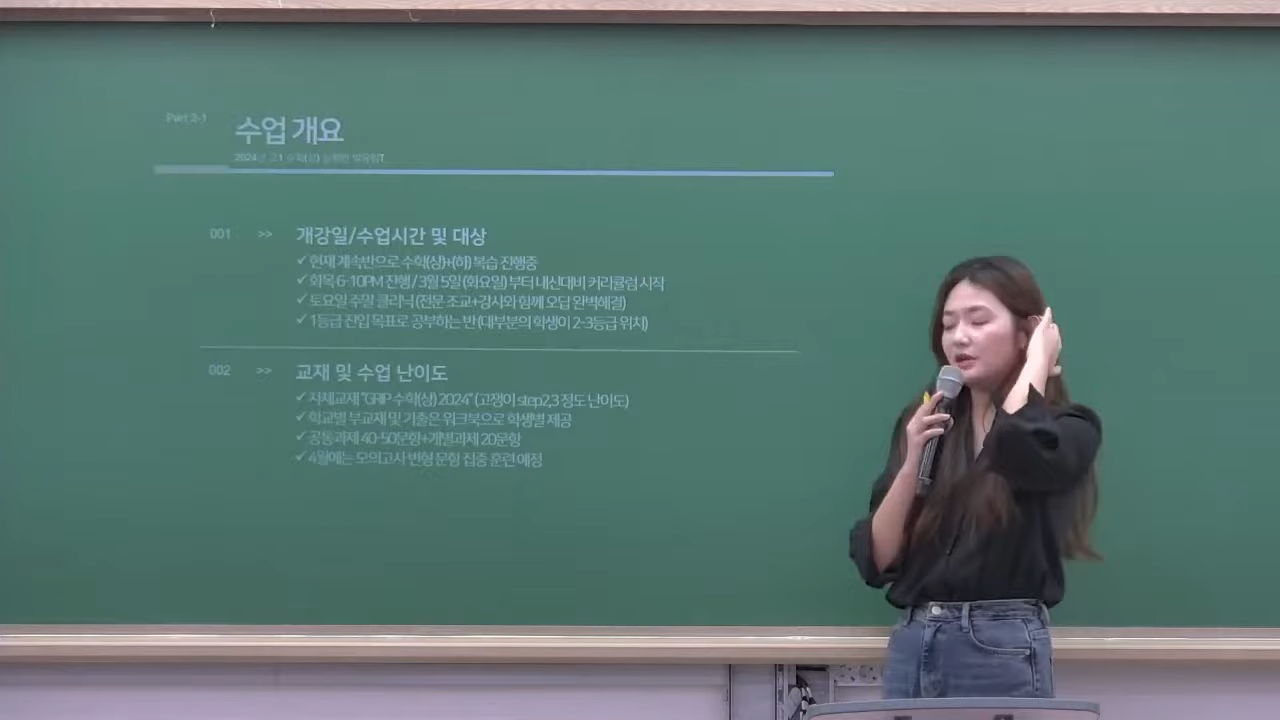 Part 2-1
수업 개요
2024년 고1 수학(상)
001 >> 개강일/수업시간 및 대상
✓ 현재 계속반으로 수학(상)+(하) 복습 진행중
✓ 화목 6-10PM 진행 / 3월 5일 (화요일) 부터 내신대비 커리큘럼 시작
✓ 토요일 주말 클리닉 (전문 조교+강사와 함께 오답 완벽해결)
✓ 1등급 진입 목표로 공부하는 반 (대부분의 학생이 2-3등급 위치)
002 >> 교재 및 수업 난이도
✓ 자체교재 "GRIP 수학(상) 2024" (고쟁이 step2,3 정도 난이도)
✓ 학교별 부교재 및 기출은 워크북으로 학생별 제공
✓ 공통과제 40-50문항+개별과제 20문항
✓ 4월에는 모의고사 변형 문항 집중 훈련 예정